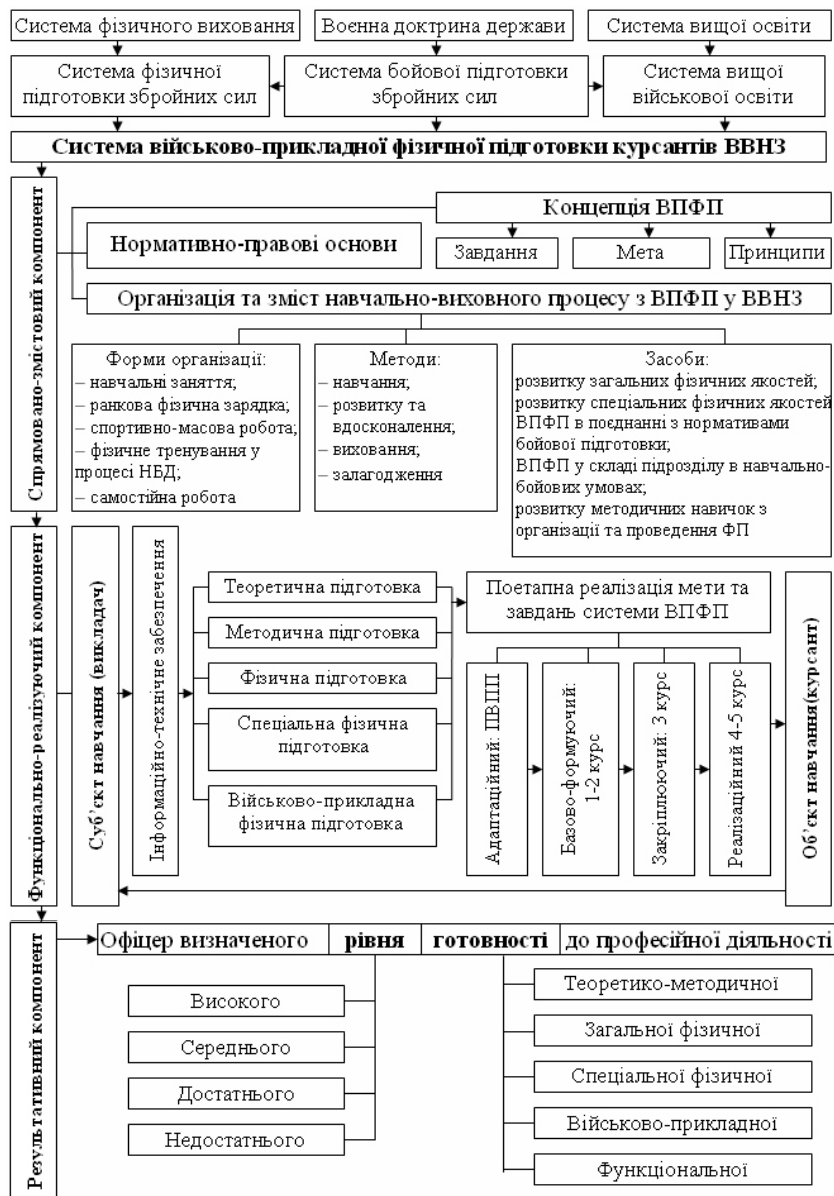 Система фізичного виховання
Воєнна доктрина держави
Система вищої освіти
Система фізичної
підготовки збройних сил
Система бойової підготовки
збройних сил
Система вищої
військової освіти
Система військово-прикладної фізичної підготовки курсантів ВВНЗ
Спрямовано-змістовий компонент
Концепція ВПФП
Нормативно-правові основи
Завдання
Мета
Принципи
Організація та зміст навчально-виховного процесу з ВПФП у ВВНЗ
Форми організації:
– навчальні заняття;
– ранкова фізична зарядка;
– спортивно-масова робота;
– фізичне тренування у
процесі НБД;
– самостійна робота
Методи:
– навчання;
– розвитку та
вдосконалення;
– виховання;
– залагодження
Засоби:
розвитку загальних фізичних якостей;
розвитку спеціальних фізичних якостей
ВПФП в поєднанні з нормативами
бойової підготовки;
ВПФП у складі підрозділу в навчально-
бойових умовах;
розвитку методичних навичок з
організації та проведення ФП
Функціонально-реалізуючий компонент
Суб’єкт навчання (викладач)
Інформаційно-технічне забезпечення
Теоретична підготовка
Методична підготовка
Фізична підготовка
Спеціальна фізична
підготовка
Військово-прикладна
фізична підготовка
Поетапна реалізація мети та
завдань системи ВПФП
Адаптаційний: ПВПП
Базово-формуючий:
1-2 курс
Закріплюючий: 3 курс
Реалізаційний 4-5 курс
Об’єкт навчання(курсант)
Результативний компонент
Офіцер визначеного рівня готовності до професійної діяльності
Високого
Середнього
Достатнього
Недостатнього
Теоретико-методичної
Загальної фізичної
Спеціальної фізичної
Військово-прикладної
Функціональної